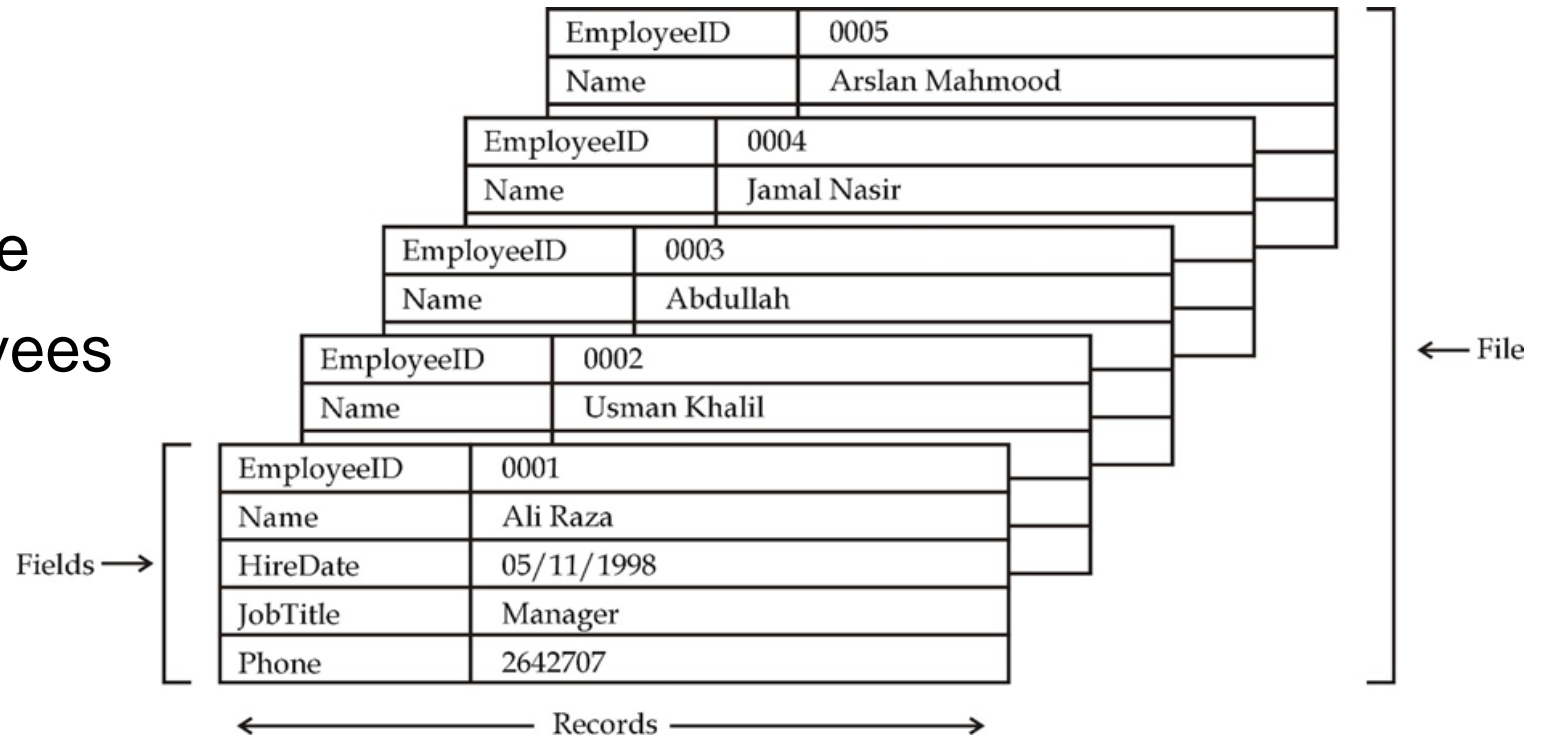 EmployeeID 0005
Name Arslan Mahmood
EmployeeID 0004
Name Jamal Nasir
e
EmployeeID 0003
Name Abdullah
yees
EmployeeID 0002
Name Usman Khalil
File
EmployeeID 0001
Name Ali Raza
Fields
HireDate 05/11/1998
JobTitle Manager
Phone 2642707
Records